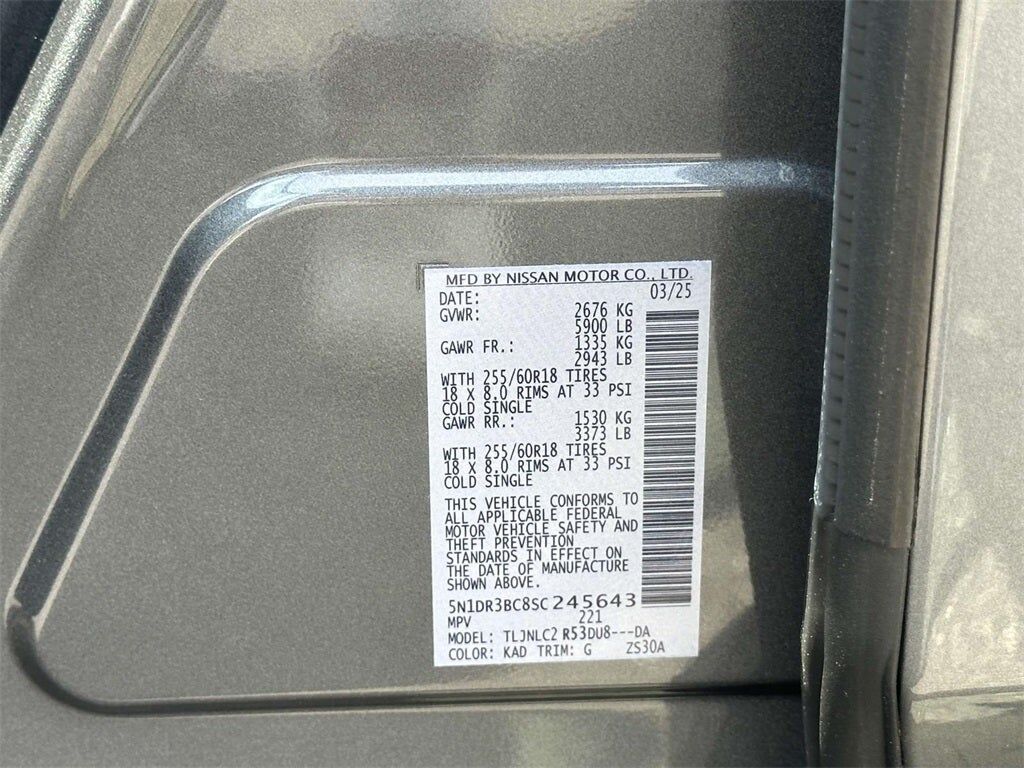 MFD BY NISSAN MOTOR CO., LTD.
DATE: 03/25
GVWR: 2676 KG
5900 LB
GAWR FR.: 1335 KG
2943 LB
WITH 255/60R18 TIRES
18 X 8.0 RIMS AT 33 PSI
COLD SINGLE
GAWR RR.: 1530 KG
3373 LB
WITH 255/60R18 TIRES
18 X 8.0 RIMS AT 33 PSI
COLD SINGLE
THIS VEHICLE CONFORMS TO
ALL APPLICABLE FEDERAL
MOTOR VEHICLE SAFETY AND
THEFT PREVENTION
STANDARDS IN EFFECT ON
THE DATE OF MANUFACTURE
SHOWN ABOVE.
5N1DR3BC8SC245643
MPV 221
MODEL: TLJNLC2 R53DU8---DA
COLOR: KAD TRIM: G ZS30A